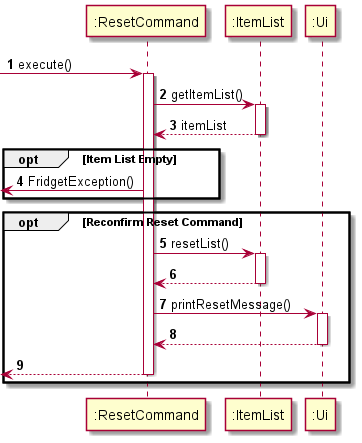 :ResetCommand :ItemList :Ui
1 execute()
2 getItemList()
3 itemList
opt [Item List Empty]
4 FridgetException()
opt [Reconfirm Reset Command]
5 resetList()
6
7 printResetMessage()
8
9
:ResetCommand :ItemList :Ui